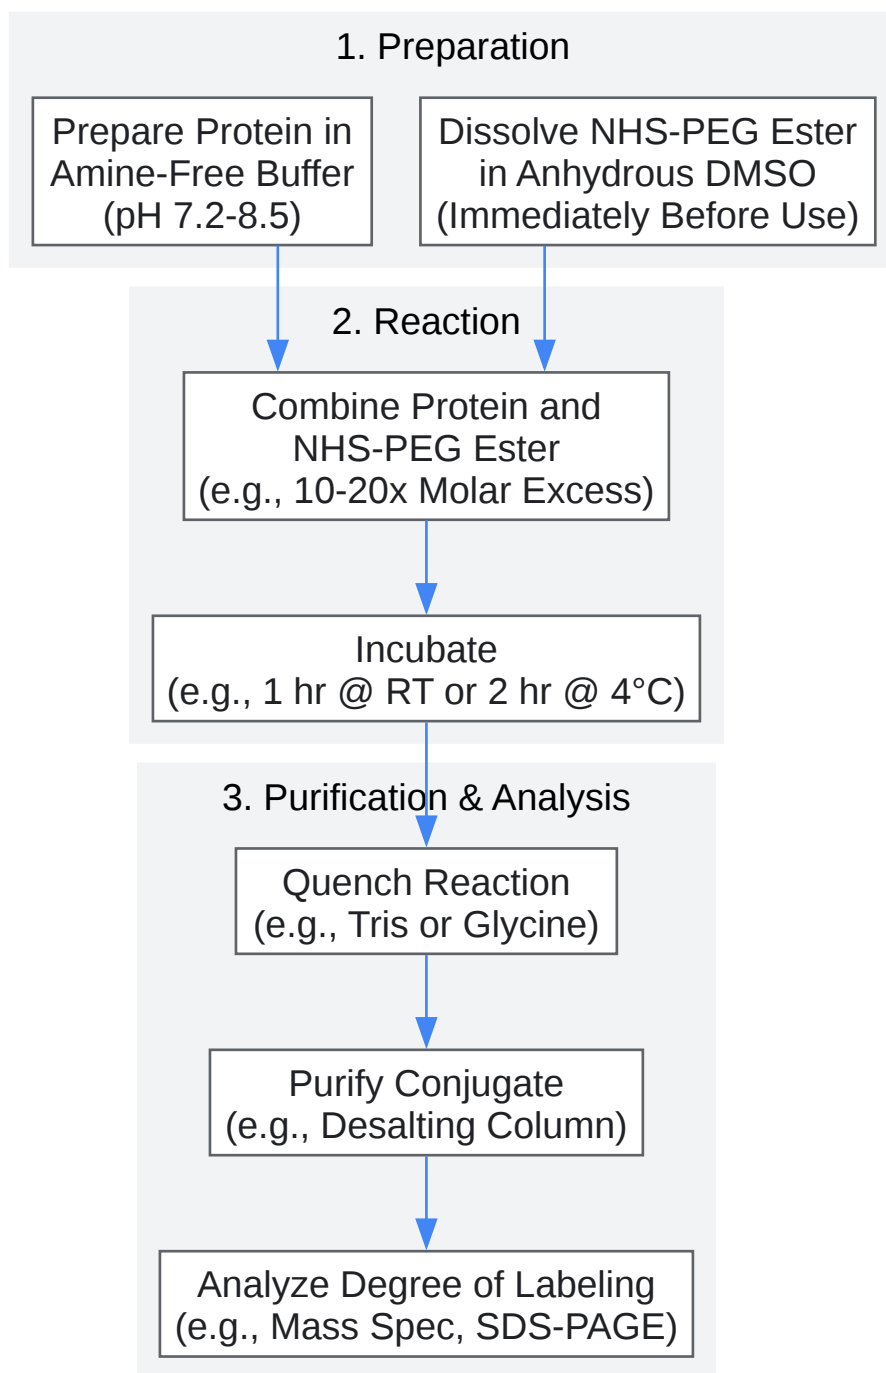 1. Preparation
Prepare Protein in
Amine-Free Buffer
(pH 7.2-8.5)
Dissolve NHS-PEG Ester
in Anhydrous DMSO
(Immediately Before Use)
2. Reaction
Combine Protein and
NHS-PEG Ester
(e.g., 10-20x Molar Excess)
Incubate
(e.g., 1 hr @ RT or 2 hr @ 4°C)
3. Purification & Analysis
Quench Reaction
(e.g., Tris or Glycine)
Purify Conjugate
(e.g., Desalting Column)
Analyze Degree of Labeling
(e.g., Mass Spec, SDS-PAGE)